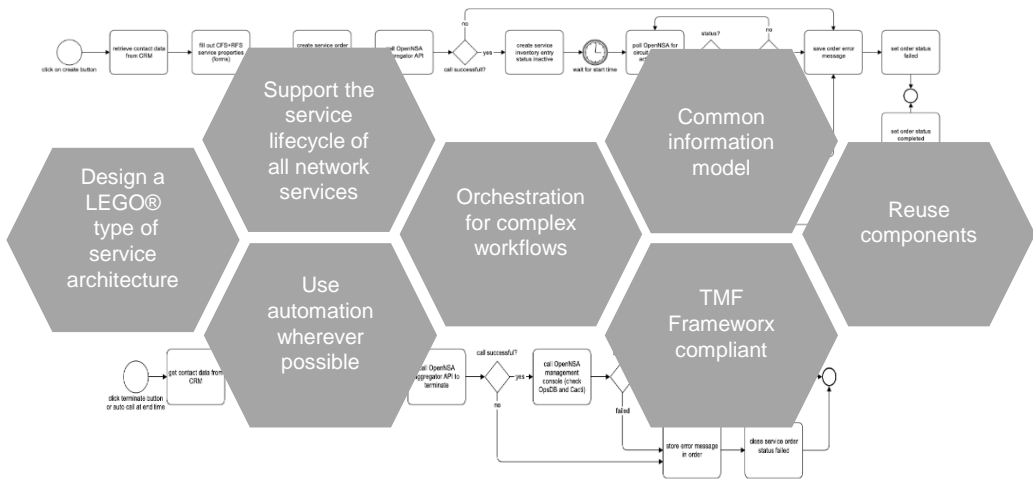 no
status?
no
retrieve contact data
from CRM
fill out CFS+RFS
service properties
(forms)
create service order
call OpenNSA
aggregator API
yes
create service
inventory entry
status inactive
poll OpenNSA for
save order error
message
set order status
failed
click on create button
call successful?
wait for start time
set order status
completed
Support the
service
lifecycle of
all network
services
Common
information
model
Design a
LEGO®
type of
service
architecture
Orchestration
for complex
workflows
Reuse
components
Use
automation
wherever
possible
TMF
Frameworx
compliant
call successful?
get contact data from
CRM
call OpenNSA
aggregator API to
terminate
yes
call OpenNSA
management
console (check
OpsDB and Cacti)
click terminate button
or auto call at end time
no
failed
store error message
in order
close service order
status failed